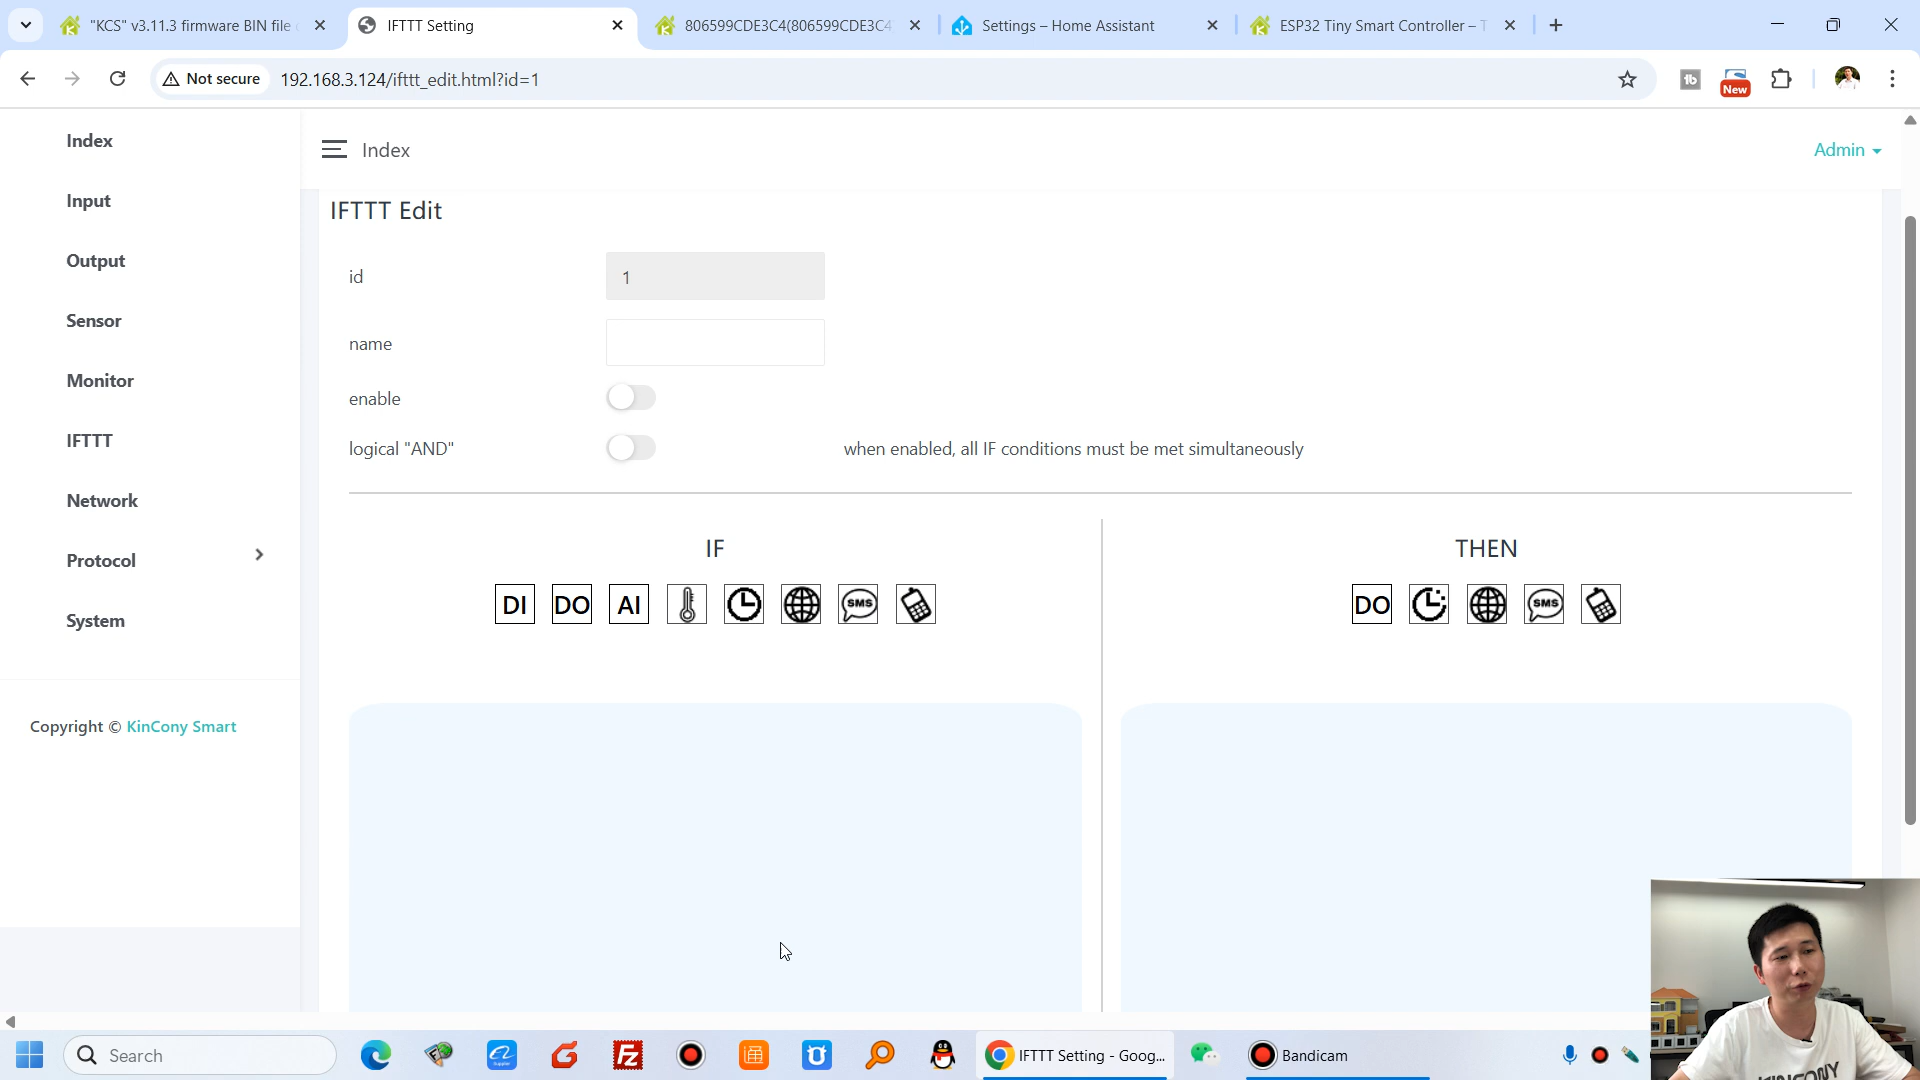 "KCS" v3.11.3 firmware BIN file
IFTTT Setting
806599CDE3C4(806599CDE3C4
Settings – Home Assistant
ESP32 Tiny Smart Controller –
Not secure
192.168.3.124/ifttt_edit.html?id=1
New
Index
Input
Output
Sensor
Monitor
IFTTT
Network
Protocol
System
Copyright © KinCony Smart
Index
Admin
IFTTT Edit
id
1
name
enable
logical "AND"
when enabled, all IF conditions must be met simultaneously
IF
THEN
DI
DO
AI
SMS
DO
SMS
Search
IFTTT Setting - Goog...
Bandicam